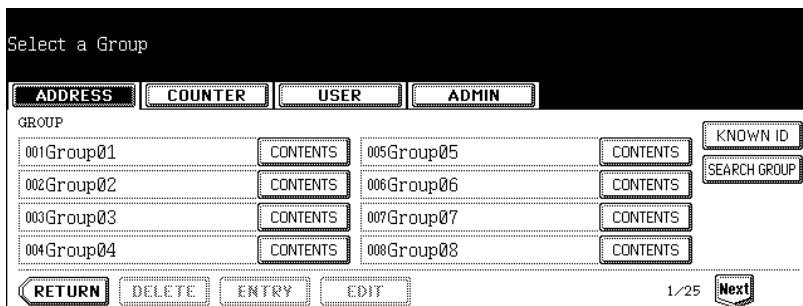 Select a Group
ADDRESS COUNTER USER ADMIN
GROUP
KNOWN ID
001Group01 CONTENTS 005Group05 CONTENTS
SEARCH GROUP
002Group02 CONTENTS 006Group06 CONTENTS
003Group03 CONTENTS 007Group07 CONTENTS
004Group04 CONTENTS 008Group08 CONTENTS
RETURN DELETE ENTRY EDIT 1/25 Next